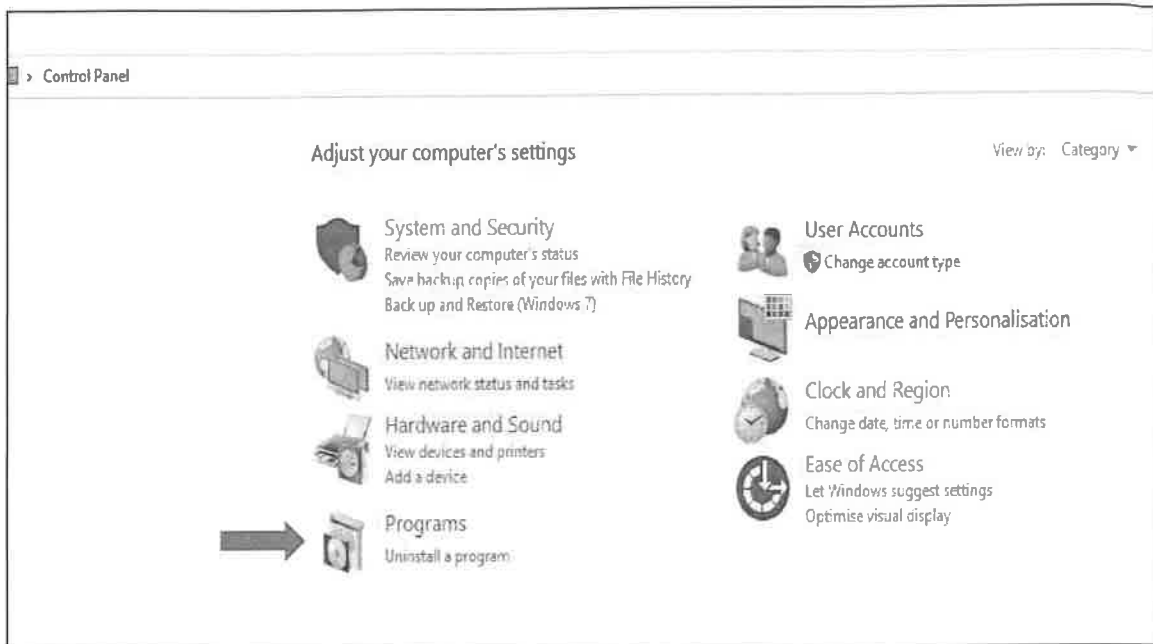 > Control Panel
Adjust your computer's settings
View by: Category
System and Security
Review your computer's status
Save backup copies of your files with File History
Back up and Restore (Windows 7)
Network and Internet
View network status and tasks
Hardware and Sound
View devices and printers
Add a device
Programs
Uninstall a program
User Accounts
Change account type
Appearance and Personalisation
Clock and Region
Change date, time or number formats
Ease of Access
Let Windows suggest settings
Optimise visual display